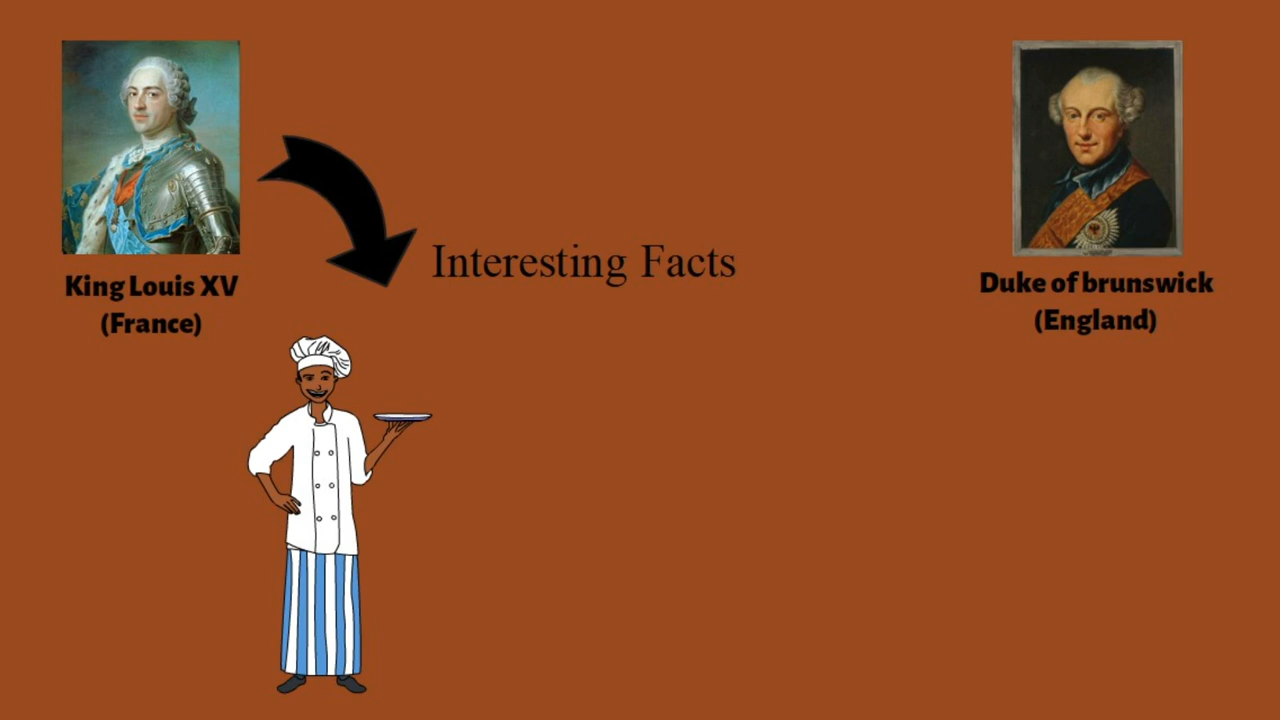 King Louis XV
(France)
Interesting Facts
Duke of brunswick
(England)